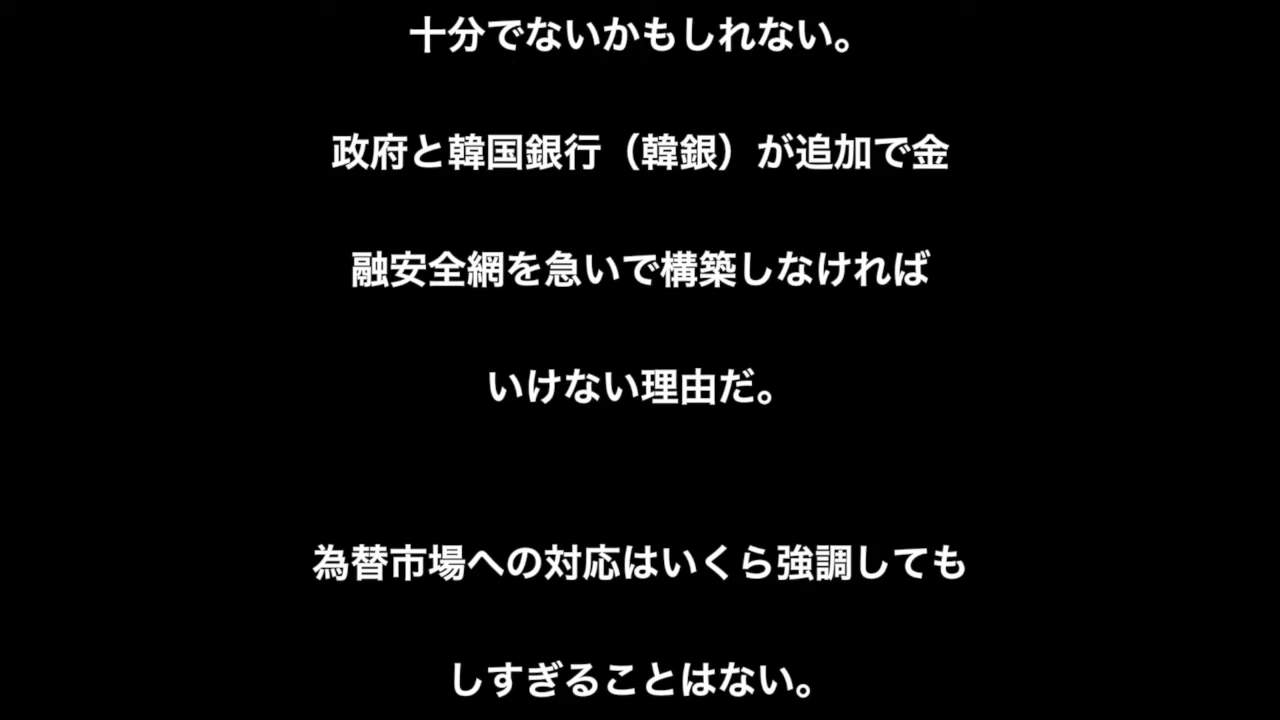 十分でないかもしれない。
政府と韓国銀行（韓銀）が追加で金
融安全網を急いで構築しなければ
いけない理由だ。
為替市場への対応はいくら強調しても
しすぎることはない。